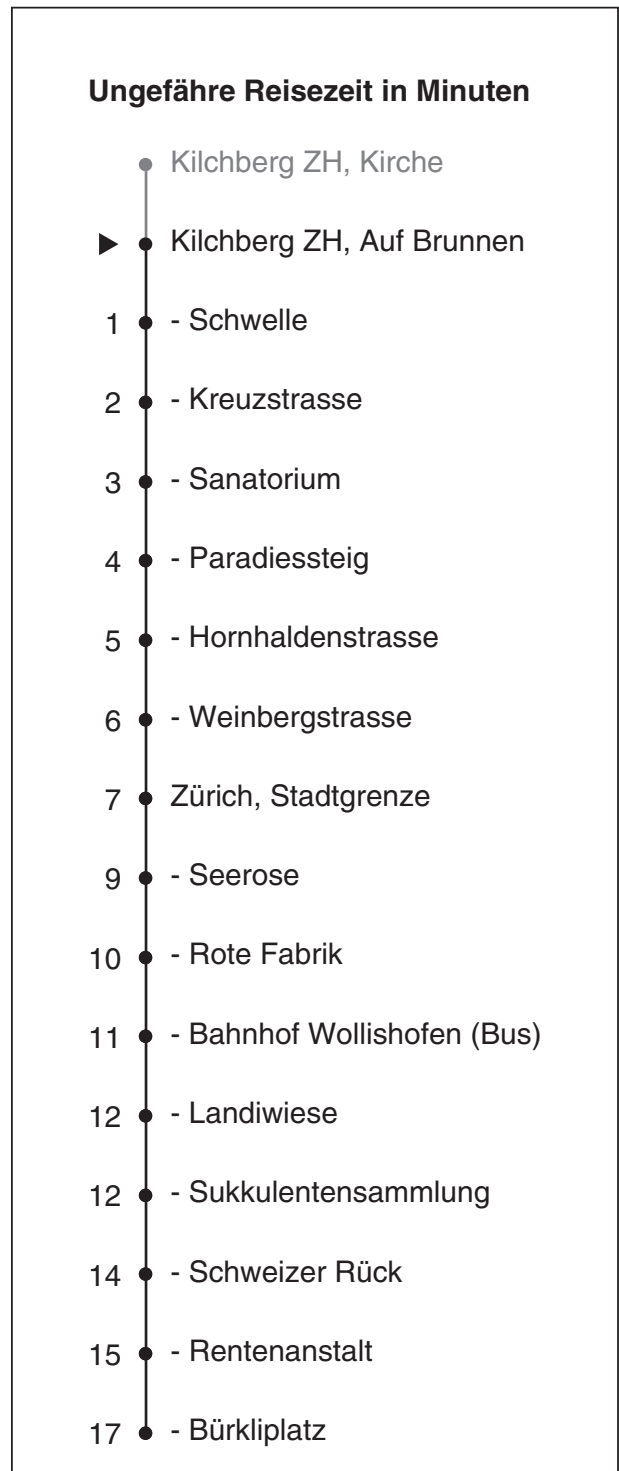 Ungefähre Reisezeit in Minuten
Kilchberg ZH, Kirche
Kilchberg ZH, Auf Brunnen
1 - Schwelle
2 - Kreuzstrasse
3 - Sanatorium
4 - Paradiessteig
5 - Hornhaldenstrasse
6 - Weinbergstrasse
7 Zürich, Stadtgrenze
9 - Seerose
10 - Rote Fabrik
11 - Bahnhof Wollishofen (Bus)
12 - Landiwiese
12 - Sukkulentensammlung
14 - Schweizer Rück
15 - Rentenanstalt
17 - Bürkliplatz